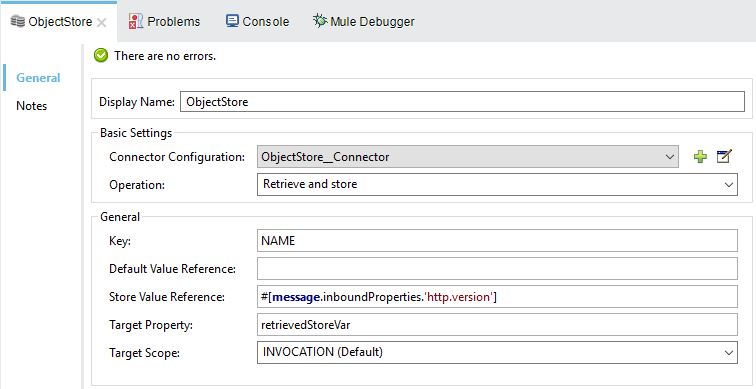 ObjectStore Problems Console Mule Debugger
There are no errors.
General
Notes
Display Name: ObjectStore
Basic Settings
Connector Configuration: ObjectStore__Connector
Operation: Retrieve and store
General
Key: NAME
Default Value Reference:
Store Value Reference: #[message.inboundProperties.'http.version']
Target Property: retrievedStoreVar
Target Scope: INVOCATION (Default)